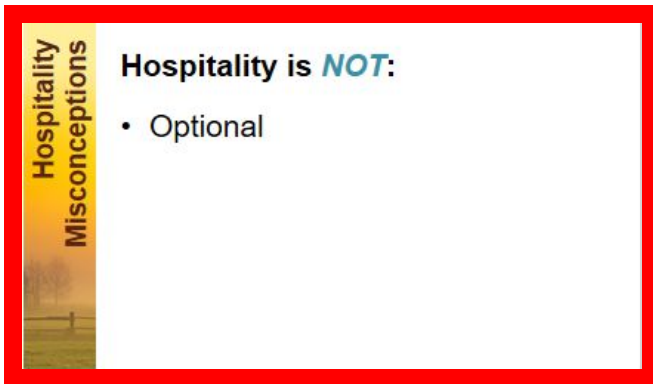 Hospitality
Misconceptions
Hospitality is NOT:
• Optional